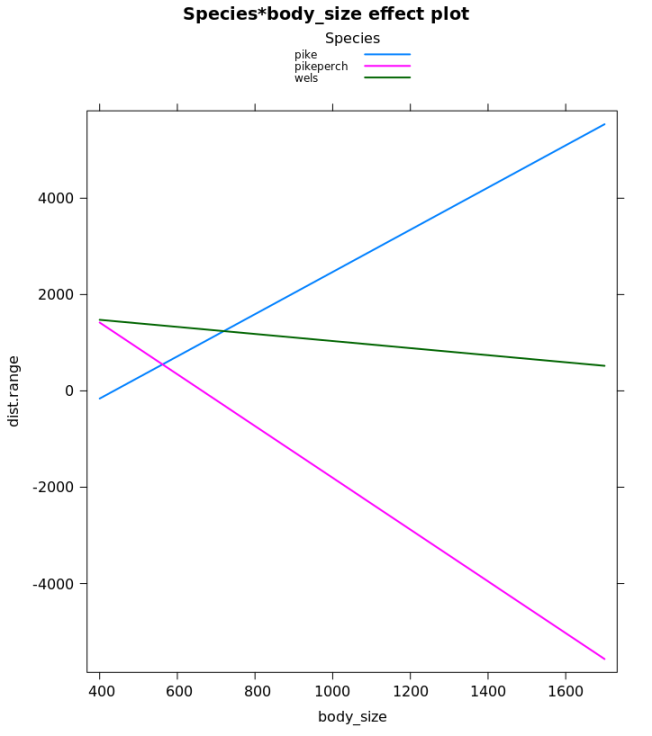 Species*body_size effect plot
Species
pike
pikeperch
wels
4000
2000
0
-2000
-4000
dist.range
400 600 800 1000 1200 1400 1600
body_size